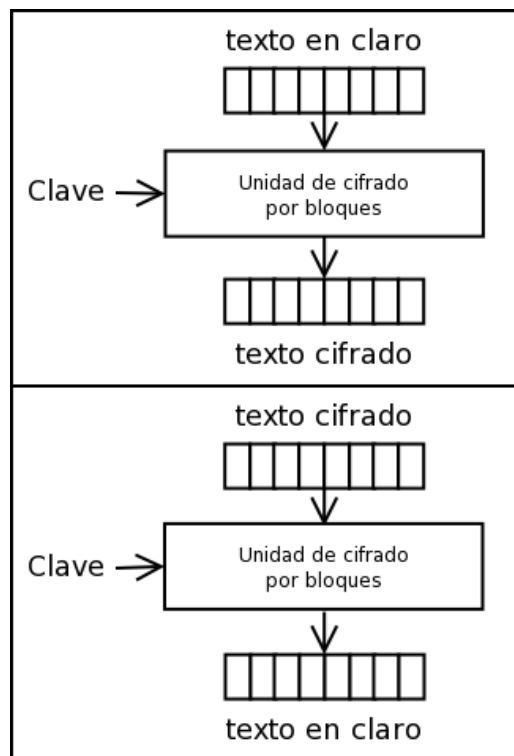 texto en claro
Clave
Unidad de cifrado
por bloques
texto cifrado
texto cifrado
Clave
Unidad de cifrado
por bloques
texto en claro